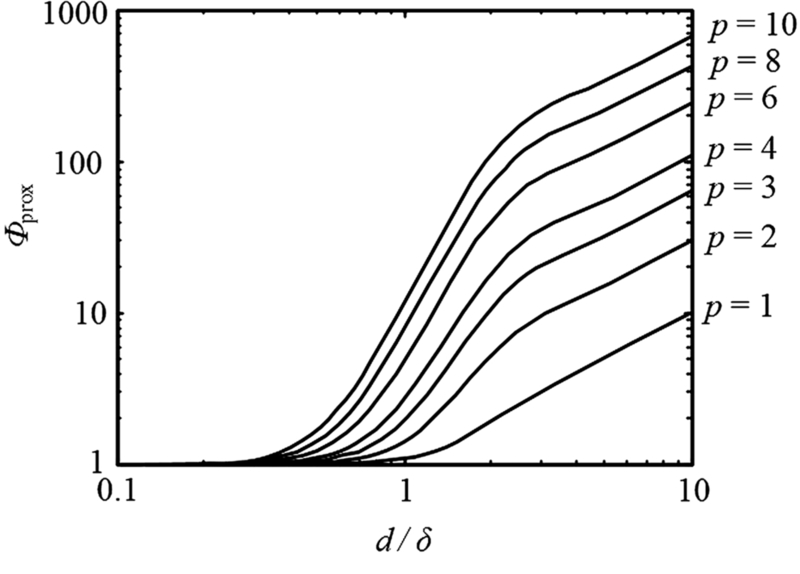 1000
100
10
1
Φprox
0.1
1
10
d / δ
p = 10
p = 8
p = 6
p = 4
p = 3
p = 2
p = 1